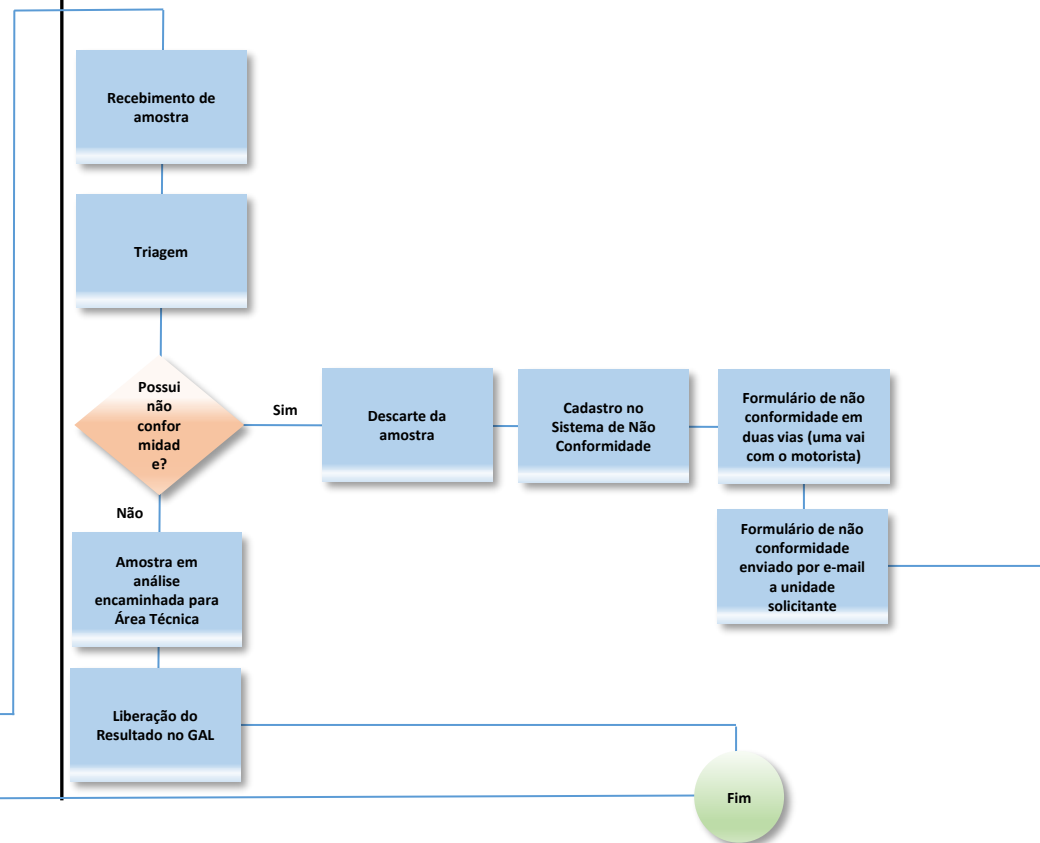 Recebimento de
amostra
Triagem
Possui
não
confor
midad
e?
Sim
Descarte da
amostra
Cadastro no
Sistema de Não
Conformidade
Formulário de não
conformidade em
duas vias (uma vai
com o motorista)
Formulário de não
conformidade
enviado por e-mail
a unidade
solicitante
Não
Amostra em
análise
encaminhada para
Área Técnica
Liberação do
Resultado no GAL
Fim